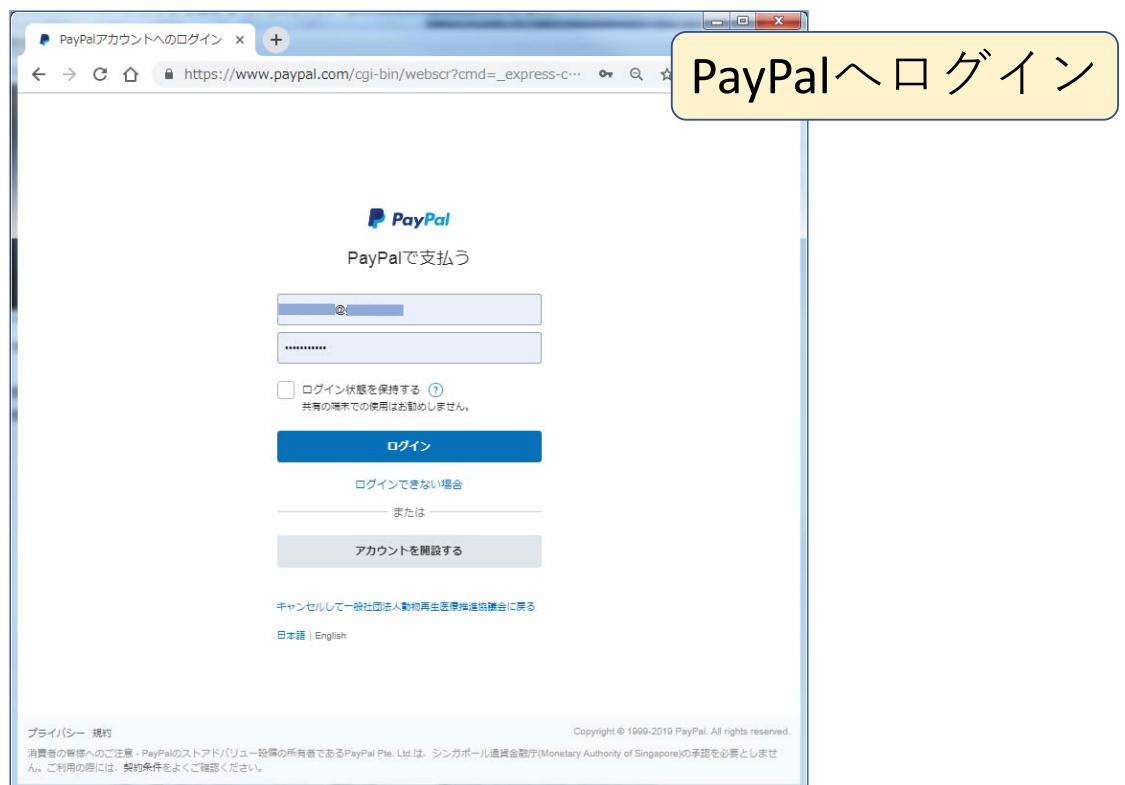 PayPalアカウントへのログイン
PayPalへログイン
https://www.paypal.com/cgi-bin/webscr?cmd=_express-c…
PayPal
PayPalで支払う
@
•••••••••••
ログイン状態を保持する ?
共有の端末での使用はお勧めしません。
ログイン
ログインできない場合
または
アカウントを開設する
キャンセルして一般社団法人動物再生医療推進協議会に戻る
日本語 | English
プライバシー 規約
Copyright © 1999-2019 PayPal. All rights reserved.
消費者の皆様へのご注意 - PayPalのストアドバリュー設備の所有者であるPayPal Pte. Ltd.は、シンガポール通貨金融庁(Monetary Authority of Singapore)の承認を必要としませ
ん。ご利用の際には、契約条件をよくご確認ください。